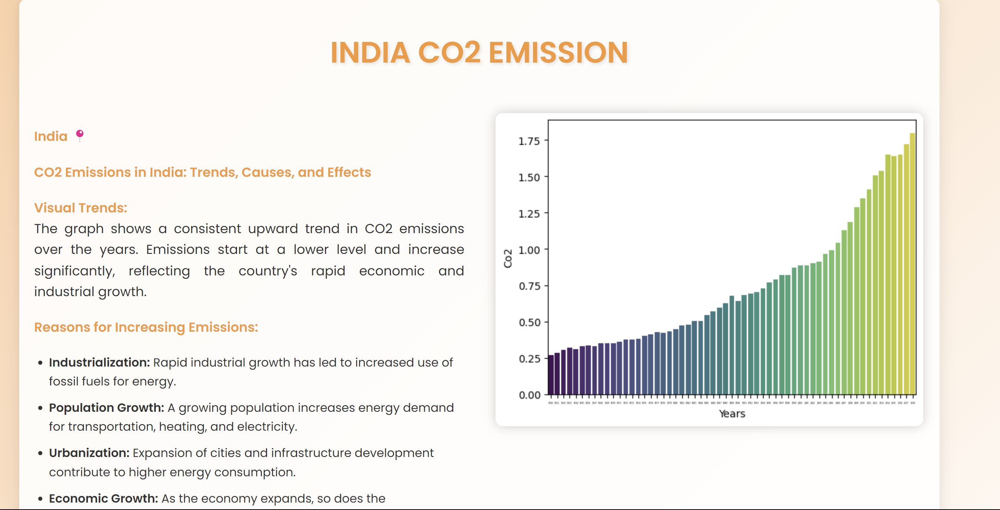 INDIA CO2 EMISSION
India
CO2 Emissions in India: Trends, Causes, and Effects
Visual Trends:
The graph shows a consistent upward trend in CO2 emissions
over the years. Emissions start at a lower level and increase
significantly, reflecting the country's rapid economic and
industrial growth.
Reasons for Increasing Emissions:
• Industrialization: Rapid industrial growth has led to increased use of
fossil fuels for energy.
• Population Growth: A growing population increases energy demand
for transportation, heating, and electricity.
• Urbanization: Expansion of cities and infrastructure development
contribute to higher energy consumption.
• Economic Growth: As the economy expands, so does the
1.75
1.50
1.25
1.00
0.75
0.50
0.25
0.00
Co2
Years